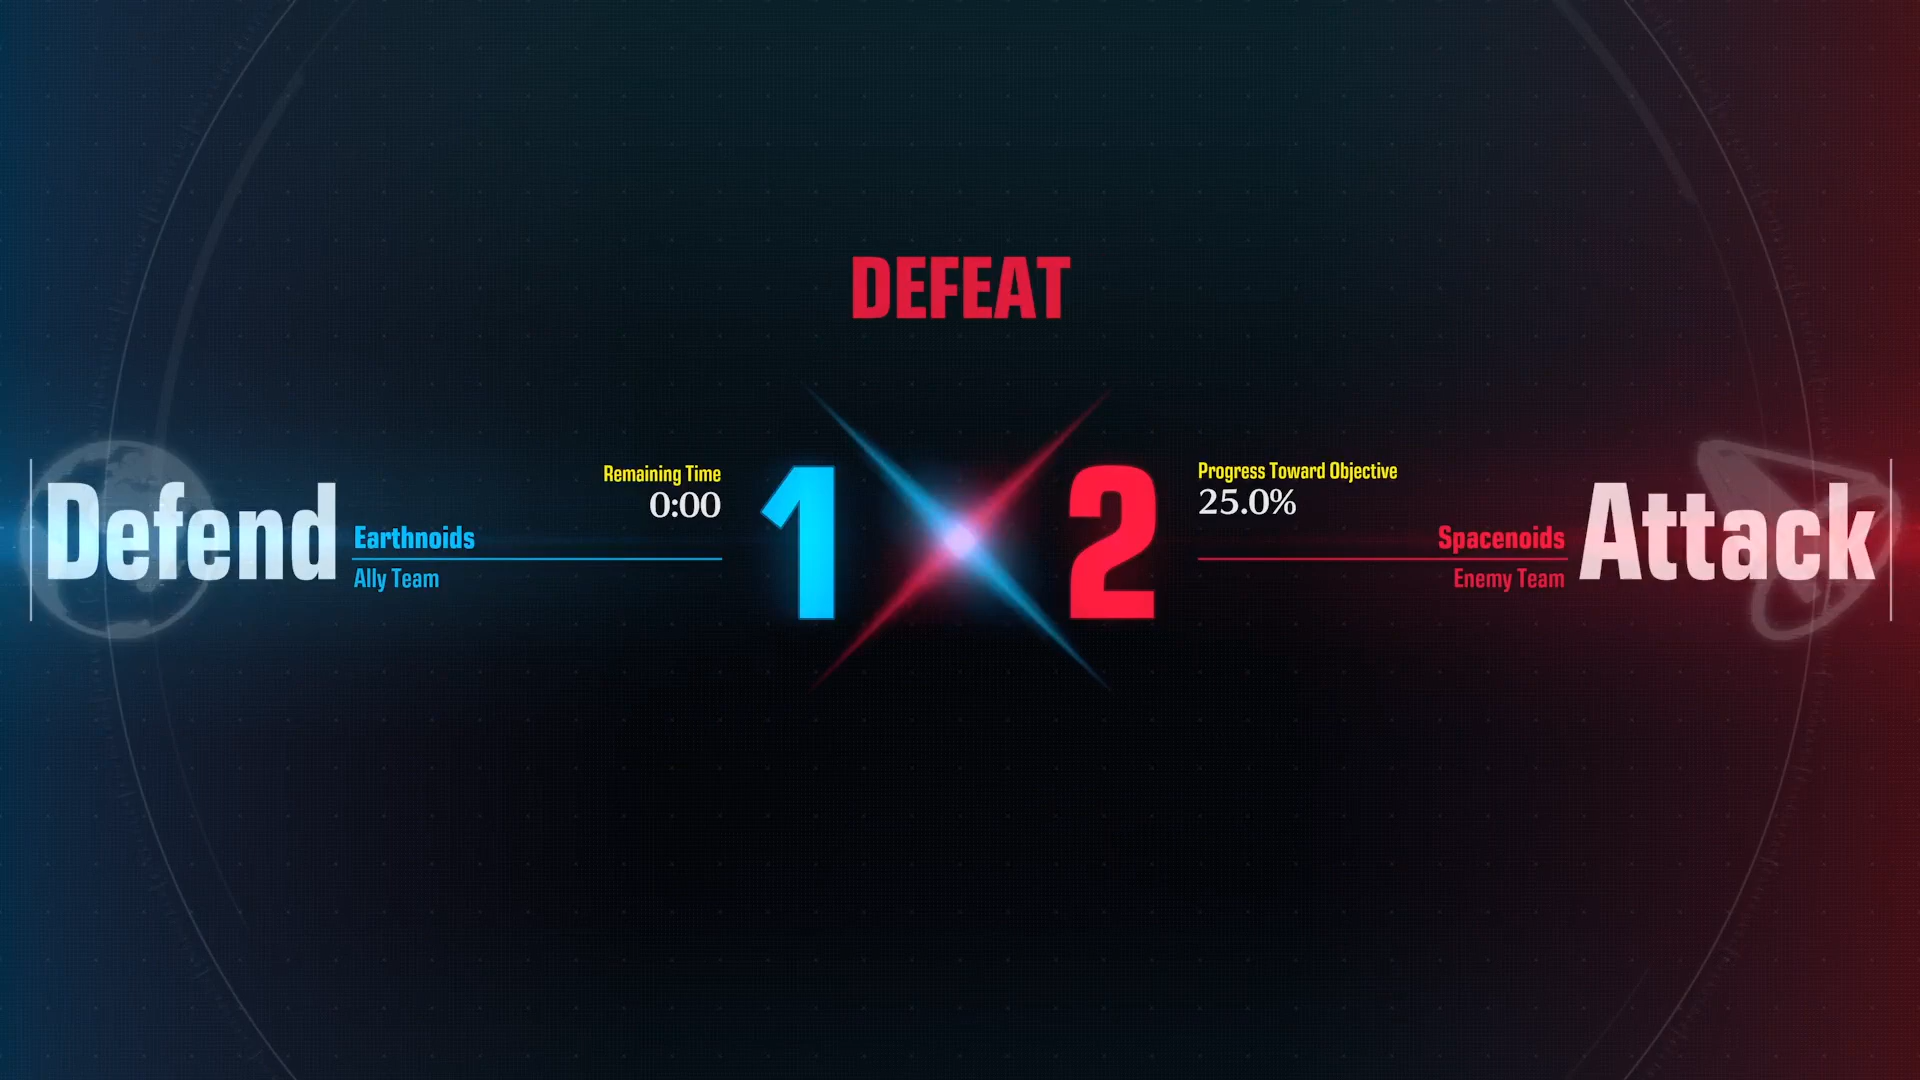 DEFEAT
Defend
Earthnoids
Ally Team
Remaining Time
0:00
1
2
Progress Toward Objective
25.0%
Spacenoids
Enemy Team
Attack